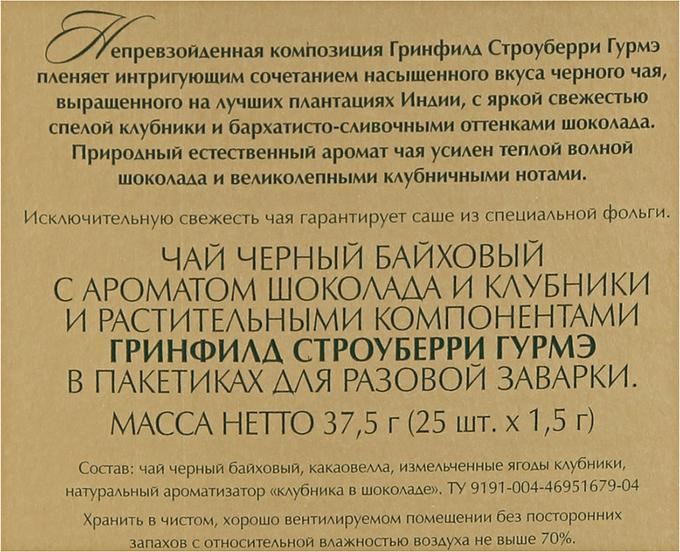 Непревзойденная композиция Гринфилд Строуберри Гурмэ
пленяет интригующим сочетанием насыщенного вкуса черного чая,
выращенного на лучших плантациях Индии, с яркой свежестью
спелой клубники и бархатисто-сливочными оттенками шоколада.
Природный естественный аромат чая усилен теплой волной
шоколада и великолепными клубничными нотами.
Исключительную свежесть чая гарантирует саше из специальной фольги.
ЧАЙ ЧЕРНЫЙ БАЙХОВЫЙ
С АРОМАТОМ ШОКОЛАДА И КЛУБНИКИ
И РАСТИТЕЛЬНЫМИ КОМПОНЕНТАМИ
ГРИНФИЛД СТРОУБЕРРИ ГУРМЭ
В ПАКЕТИКАХ ДЛЯ РАЗОВОЙ ЗАВАРКИ.
МАССА НЕТТО 37,5 г (25 шт. х 1,5 г)
Состав: чай черный байховый, какаовелла, измельченные ягоды клубники,
натуральный ароматизатор «клубника в шоколаде». ТУ 9191-004-46951679-04
Хранить в чистом, хорошо вентилируемом помещении без посторонних
запахов с относительной влажностью воздуха не выше 70%.